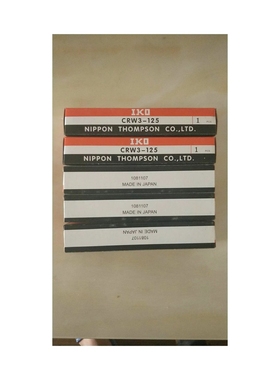 IKO
CRW3-125
1
NIPPON THOMPSON CO.,LTD.
IKO
CRW3-125
1
NIPPON THOMPSON CO.,LTD.
1081107
MADE IN JAPAN
1081107
MADE IN JAPAN
MADE IN JAPAN
1081107